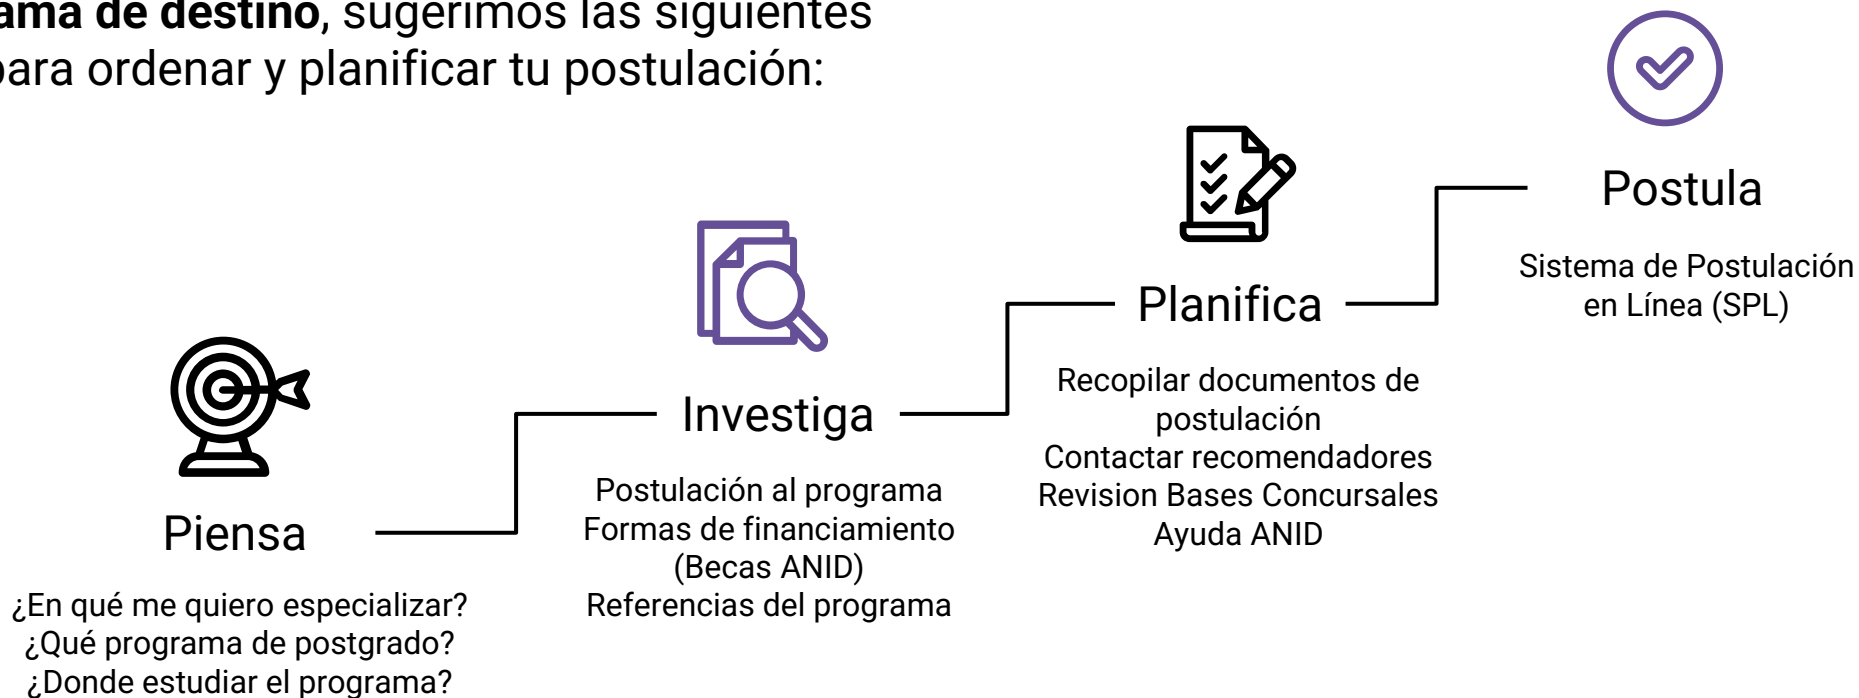 ama de destino, sugerimos las siguientes
para ordenar y planificar tu postulación:
Piensa
¿En qué me quiero especializar?
¿Qué programa de postgrado?
¿Donde estudiar el programa?
Investiga
Postulación al programa
Formas de financiamiento
(Becas ANID)
Referencias del programa
Planifica
Recopilar documentos de
postulación
Contactar recomendadores
Revision Bases Concursales
Ayuda ANID
Postula
Sistema de Postulación
en Línea (SPL)